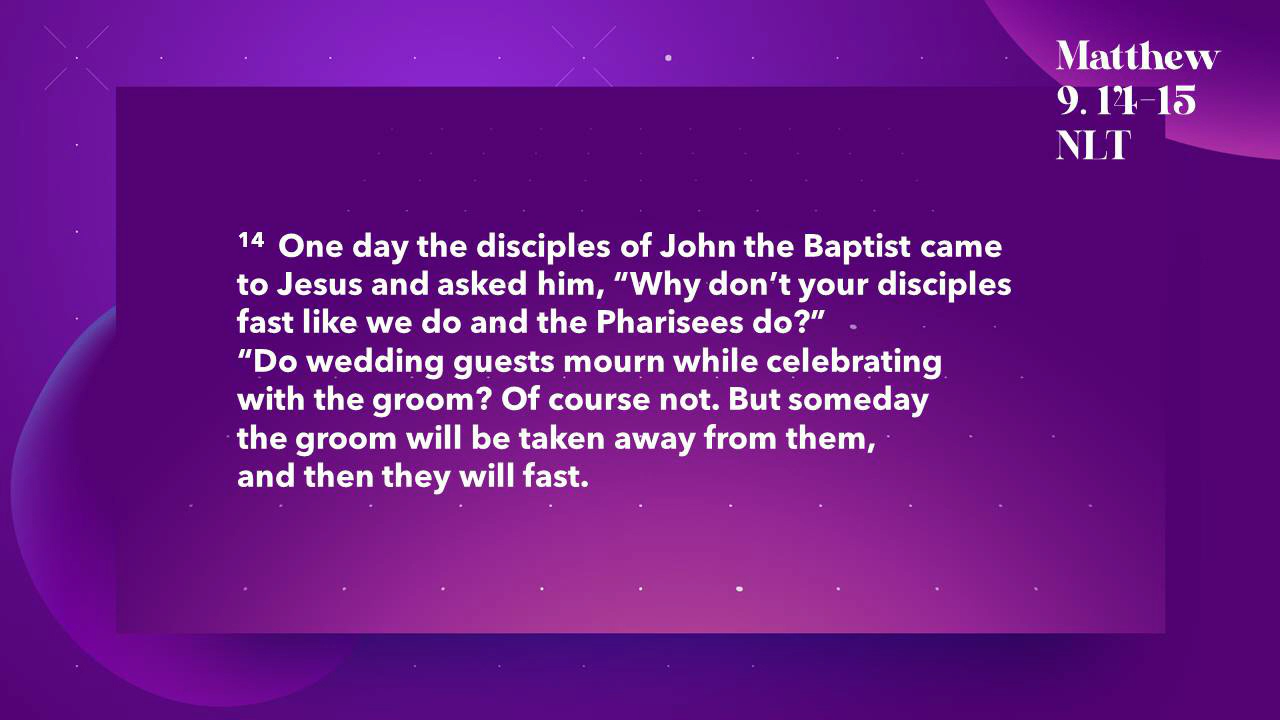 Matthew
9. 14-15
NLT
¹⁴ One day the disciples of John the Baptist came
to Jesus and asked him, “Why don’t your disciples
fast like we do and the Pharisees do?”
“Do wedding guests mourn while celebrating
with the groom? Of course not. But someday
the groom will be taken away from them,
and then they will fast.